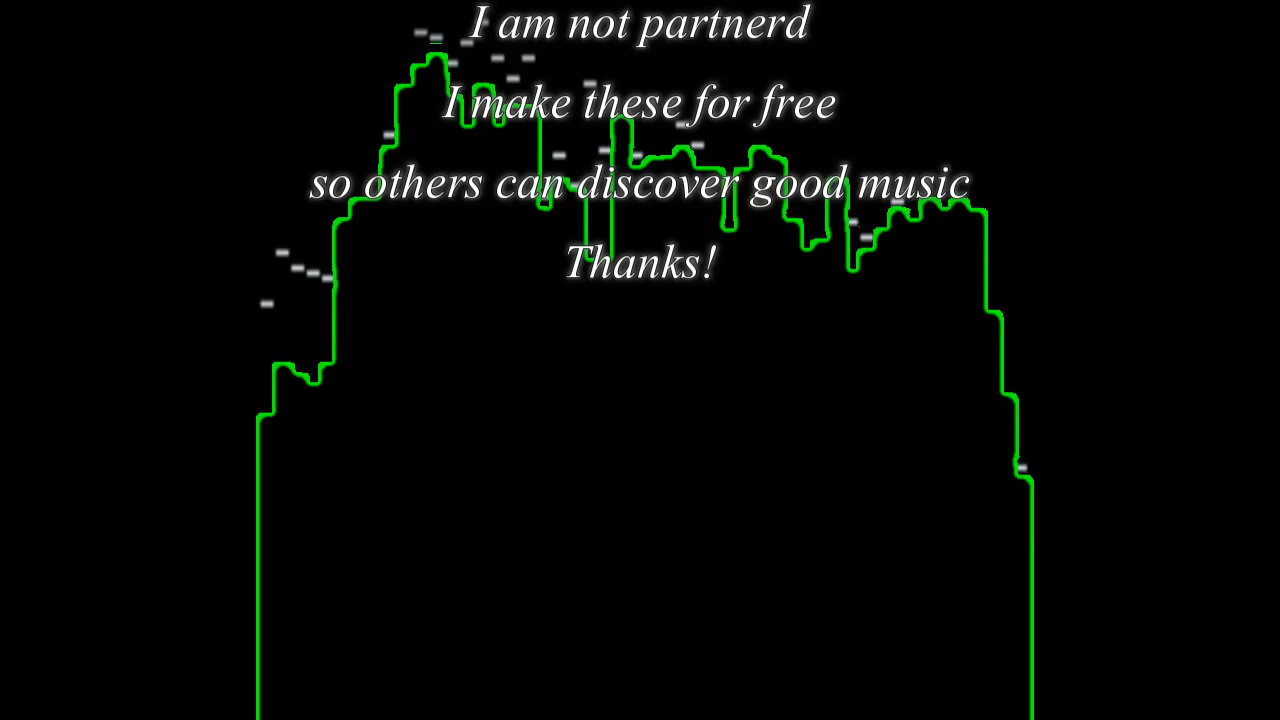 I am not partnerd
I make these for free
so others can discover good music
Thanks!